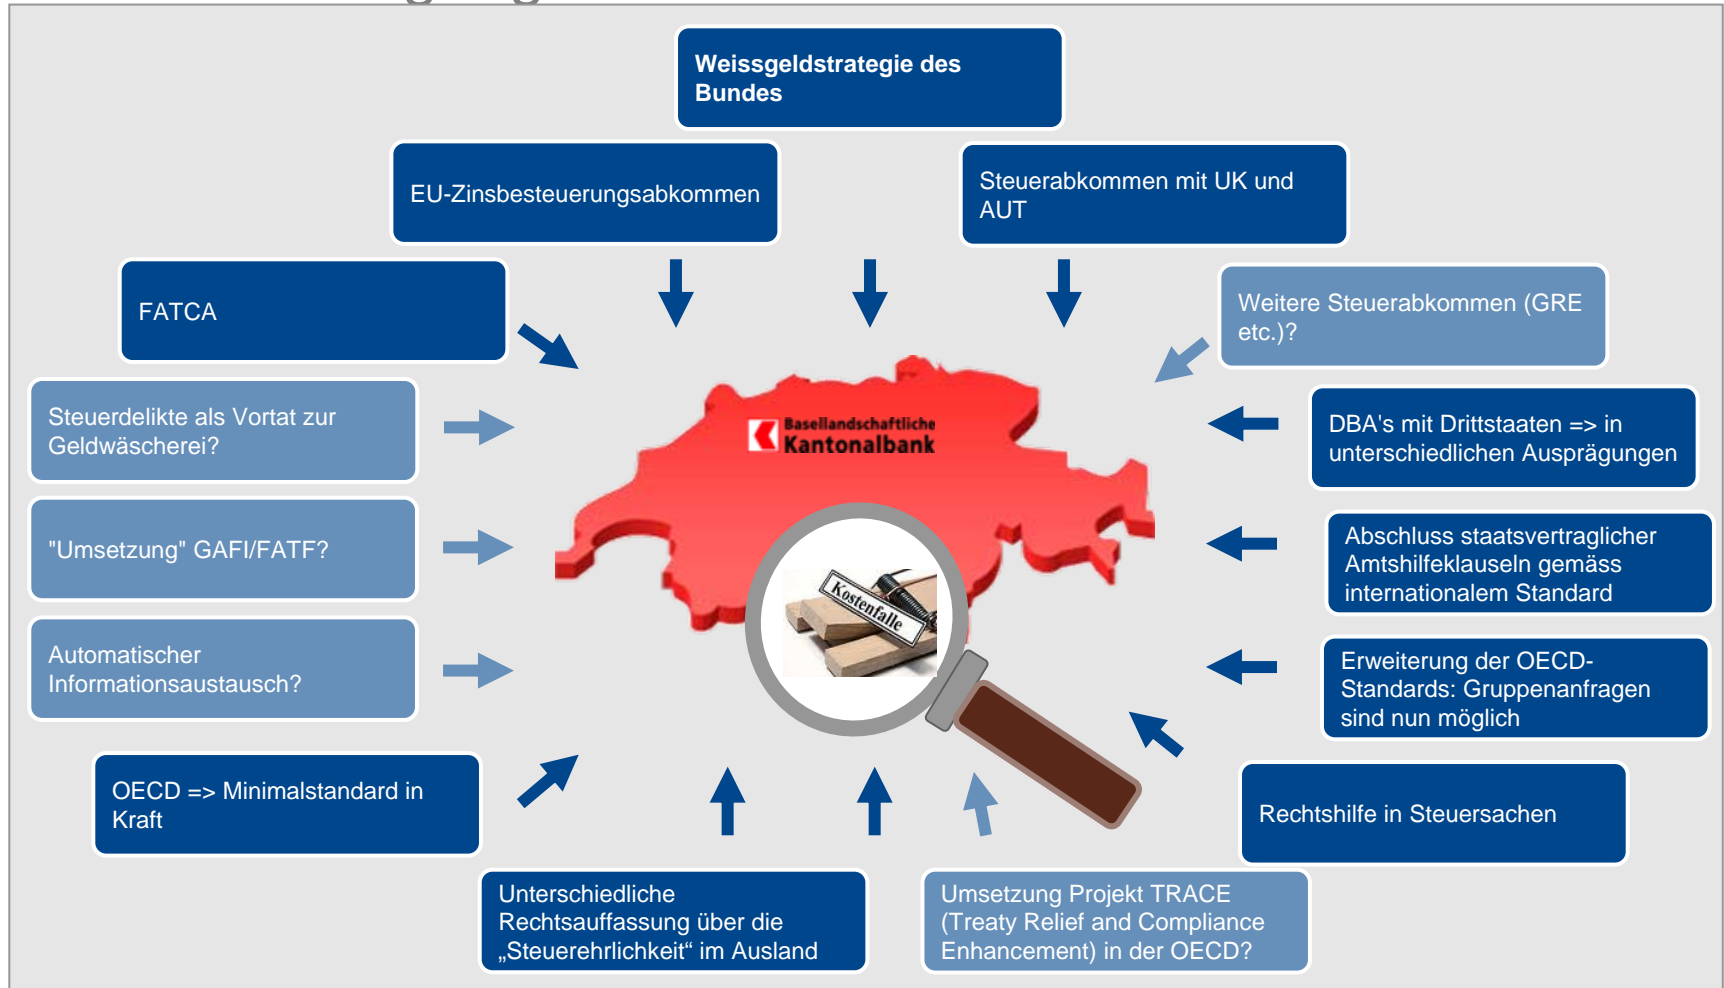 Weissgeldstrategie des
Bundes
EU-Zinsbesteuerungsabkommen
Steuerabkommen mit UK und
AUT
FATCA
Weitere Steuerabkommen (GRE
etc.)?
Steuerdelikte als Vortat zur
Geldwäscherei?
Basellandschaftliche
Kantonalbank
DBA's mit Drittstaaten => in
unterschiedlichen Ausprägungen
"Umsetzung" GAFI/FATF?
Abschluss staatsvertraglicher
Amtshilfeklauseln gemäss
internationalem Standard
Kostenfalle
Automatischer
Informationsaustausch?
Erweiterung der OECD-
Standards: Gruppenanfragen
sind nun möglich
OECD => Minimalstandard in
Kraft
Rechtshilfe in Steuersachen
Unterschiedliche
Rechtsauffassung über die
„Steuerehrlichkeit“ im Ausland
Umsetzung Projekt TRACE
(Treaty Relief and Compliance
Enhancement) in der OECD?